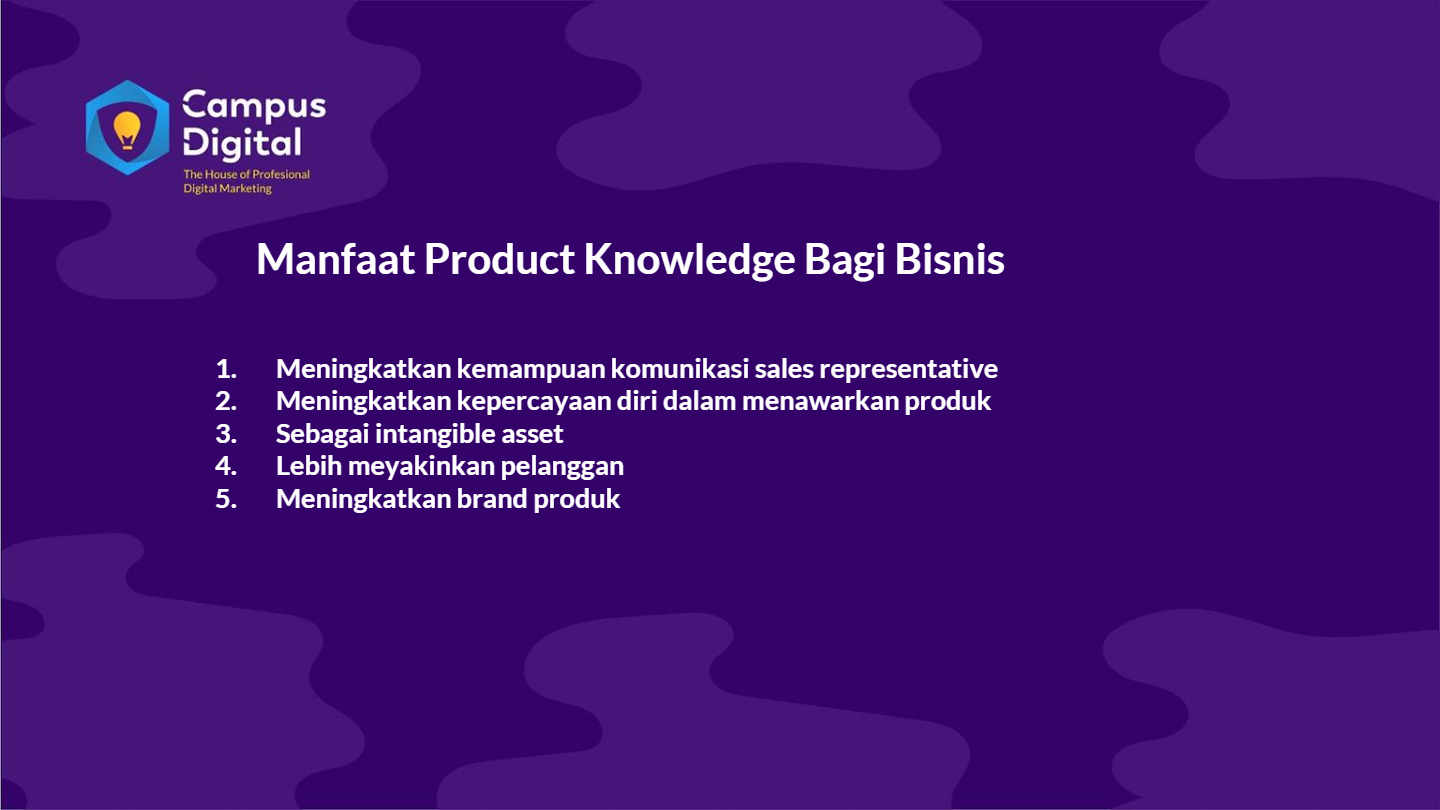 Campus
Digital
The House of Profesional
Digital Marketing
Manfaat Product Knowledge Bagi Bisnis
1. Meningkatkan kemampuan komunikasi sales representative
2. Meningkatkan kepercayaan diri dalam menawarkan produk
3. Sebagai intangible asset
4. Lebih meyakinkan pelanggan
5. Meningkatkan brand produk